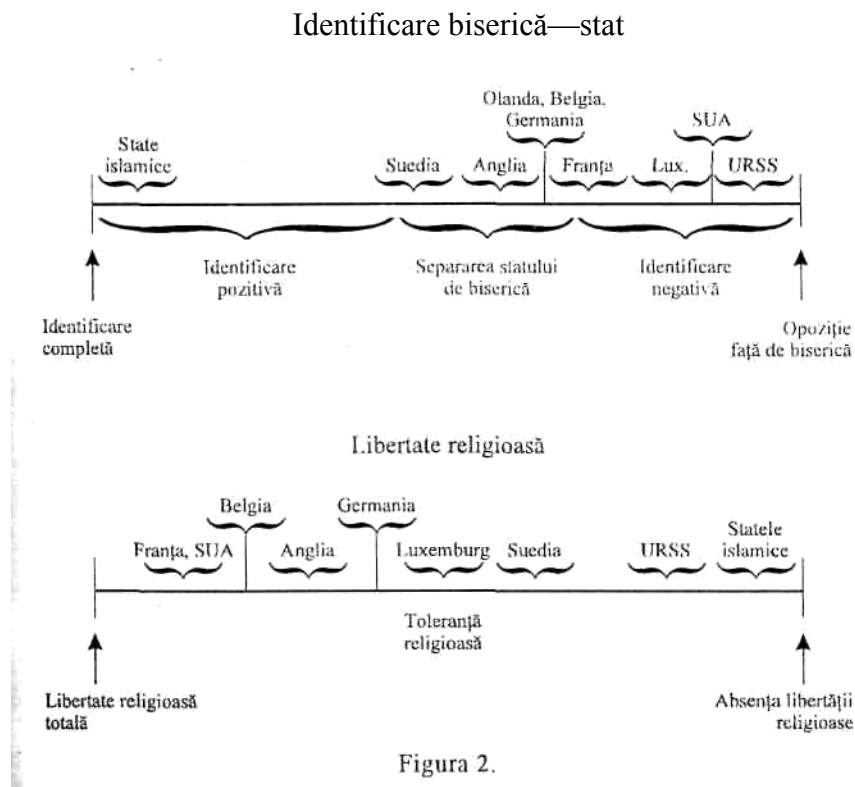 Identificare biserică—stat
Olanda, Belgia,
Germania
SUA
State
islamice
Suedia
Anglia
Franța
Lux.
URSS
Identificare
pozitivă
Separarea statului
de biserică
Identificare
negativă
Identificare
completă
Opoziție
față de biserică
Libertate religioasă
Belgia
Germania
Franța, SUA
Anglia
Luxemburg
Suedia
URSS
Statele
islamice
Toleranță
religioasă
Libertate religioasă
totală
Absența libertății
religioase
Figura 2.